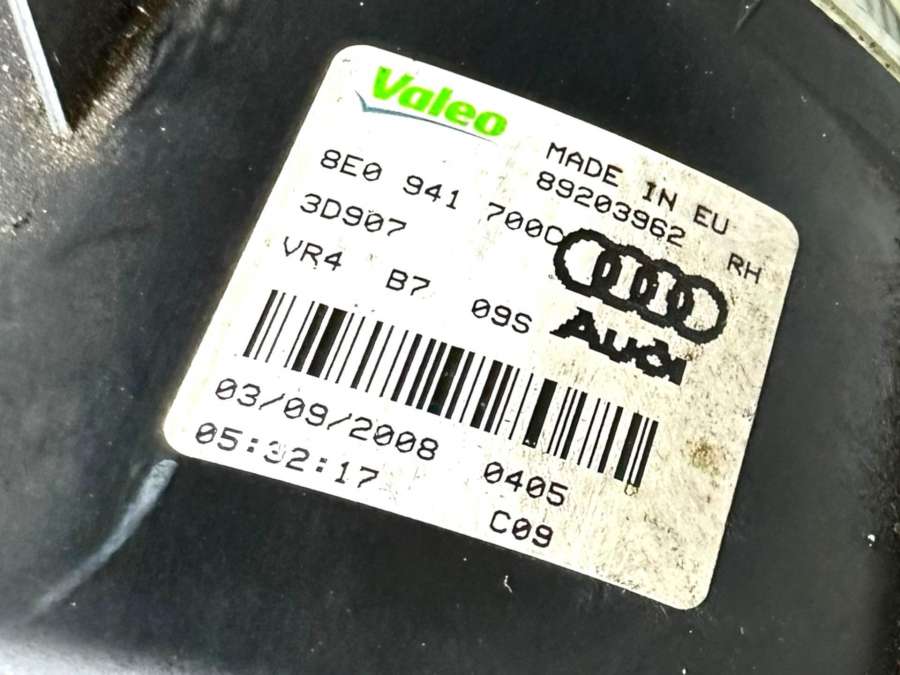 Valeo
MADE IN EU
89203962
8E0 941 700D RH
3D907
VR4 B7 09S
Audi
03/09/2008 0405
05:32:17 C09